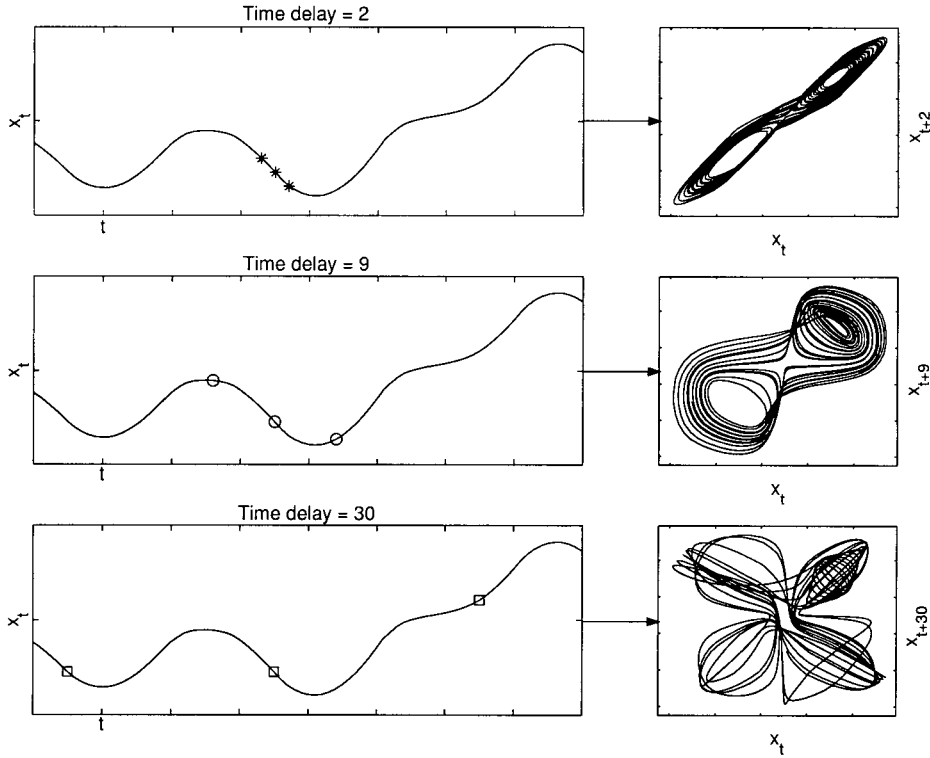 Time delay = 2
x_t
t
x_{t+2}
x_t
Time delay = 9
x_t
t
x_{t+9}
x_t
Time delay = 30
x_t
t
x_{t+30}
x_t